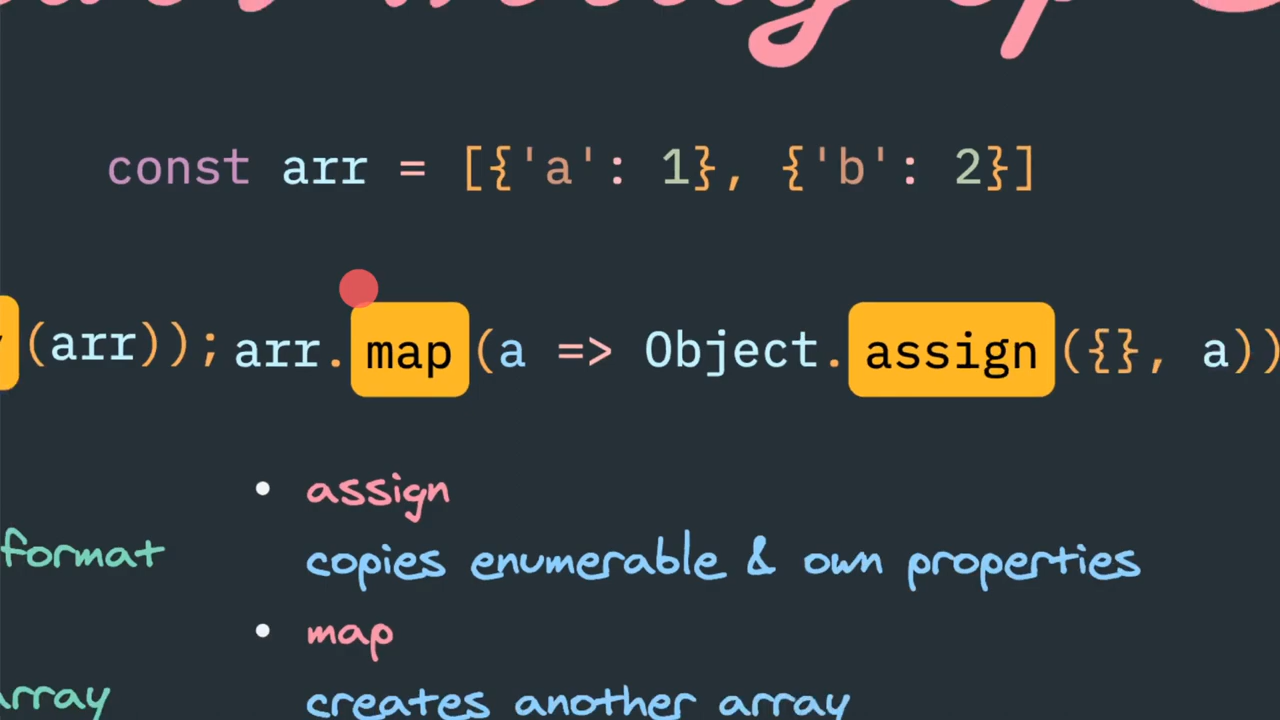 const arr = [{'a': 1}, {'b': 2}]
(arr)); arr.map(a => Object.assign({}, a))
• assign
format copies enumerable & own properties
• map
array creates another array